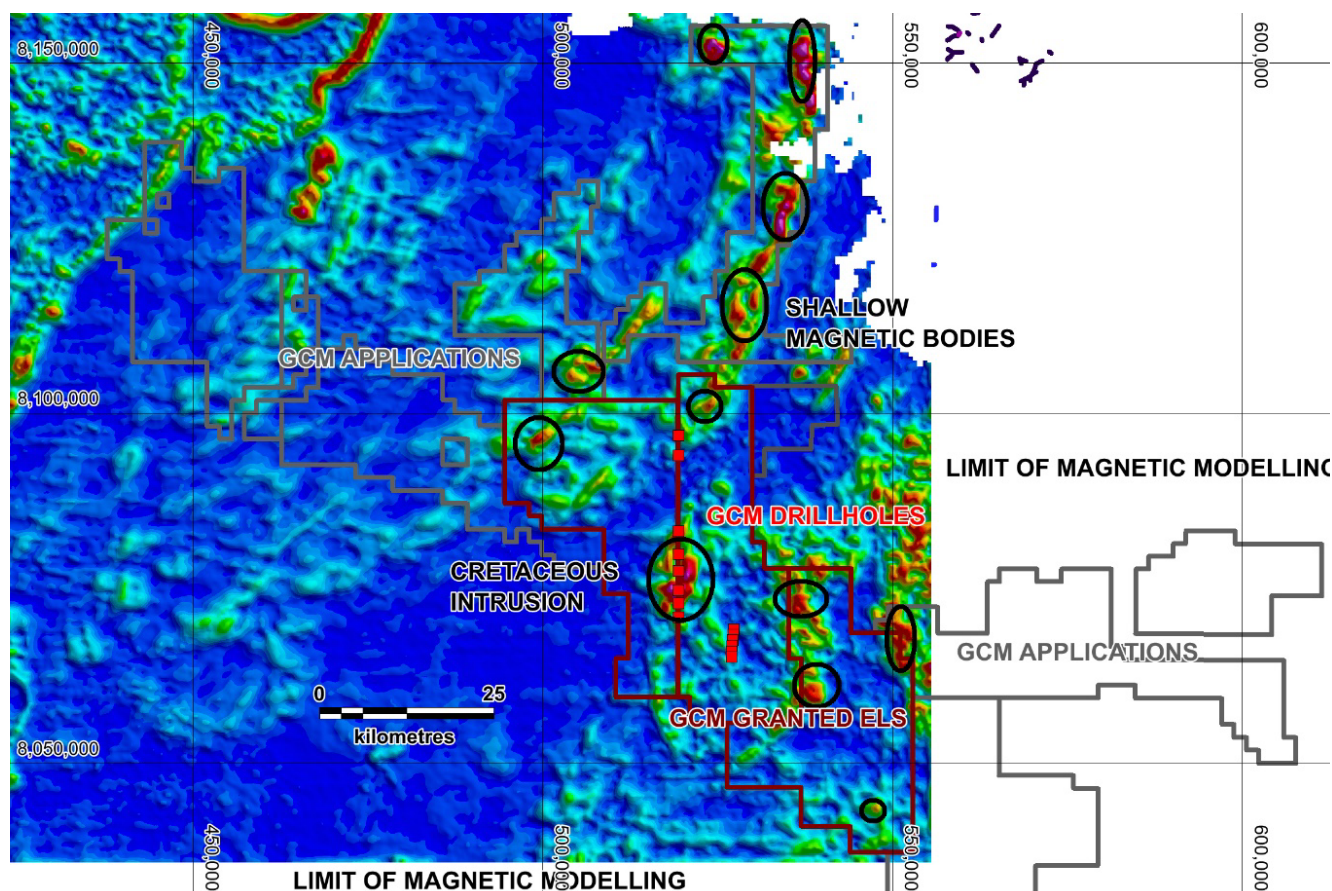 8,150,000
450,000
500,000
550,000
600,000
SHALLOW
MAGNETIC BODIES
GCM APPLICATIONS
8,100,000
LIMIT OF MAGNETIC MODELLING
GCM DRILLHOLES
CRETACEOUS
INTRUSION
GCM APPLICATIONS
0 25
kilometres
GCM GRANTED ELS
8,050,000
450,000
500,000
550,000
600,000
LIMIT OF MAGNETIC MODELLING